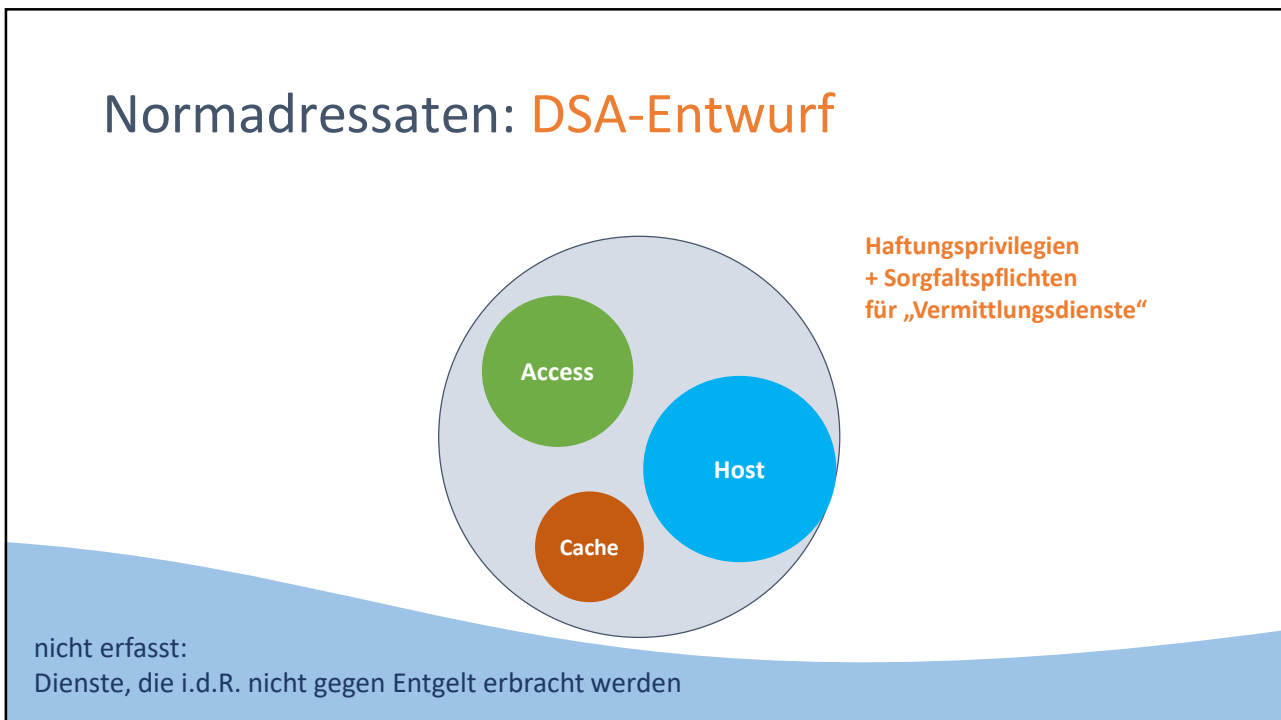 Normadressaten: DSA-Entwurf
Haftungsprivilegien
+ Sorgfaltspflichten
für „Vermittlungsdienste“
Access
Host
Cache
nicht erfasst:
Dienste, die i.d.R. nicht gegen Entgelt erbracht werden